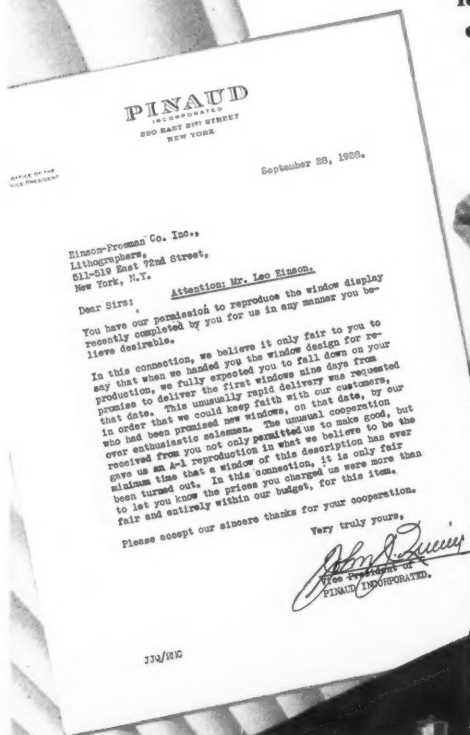 PINAUD
INCORPORATED
220 EAST 21ST STREET
NEW YORK
OFFICE OF THE
VICE PRESIDENT
September 28, 1928.
Einson-Freeman Co. Inc.,
Lithographers,
511-519 East 72nd Street,
New York, N.Y.
Attention: Mr. Leo Einson.
Dear Sirs:
You have our permission to reproduce the window display
recently completed by you for us in any manner you be-
lieve desirable.
In this connection, we believe it only fair to you to
say that when we handed you the window design for re-
production, we fully expected you to fall down on your
promise to deliver the first windows nine days from
that date. This unusually rapid delivery was requested
in order that we could keep faith with our customers,
who had been promised new windows, on that date, by our
over enthusiastic salesmen. The unusual cooperation
received from you not only permitted us to make good, but
gave us an A-1 reproduction in what we believe to be the
minimum time that a window of this description has ever
been turned out. In this connection, it is only fair
to let you know the prices you charged us were more than
fair and entirely within our budget, for this item.
Please accept our sincere thanks for your cooperation.
Very truly yours,
Vice President of
PINAUD INCORPORATED.